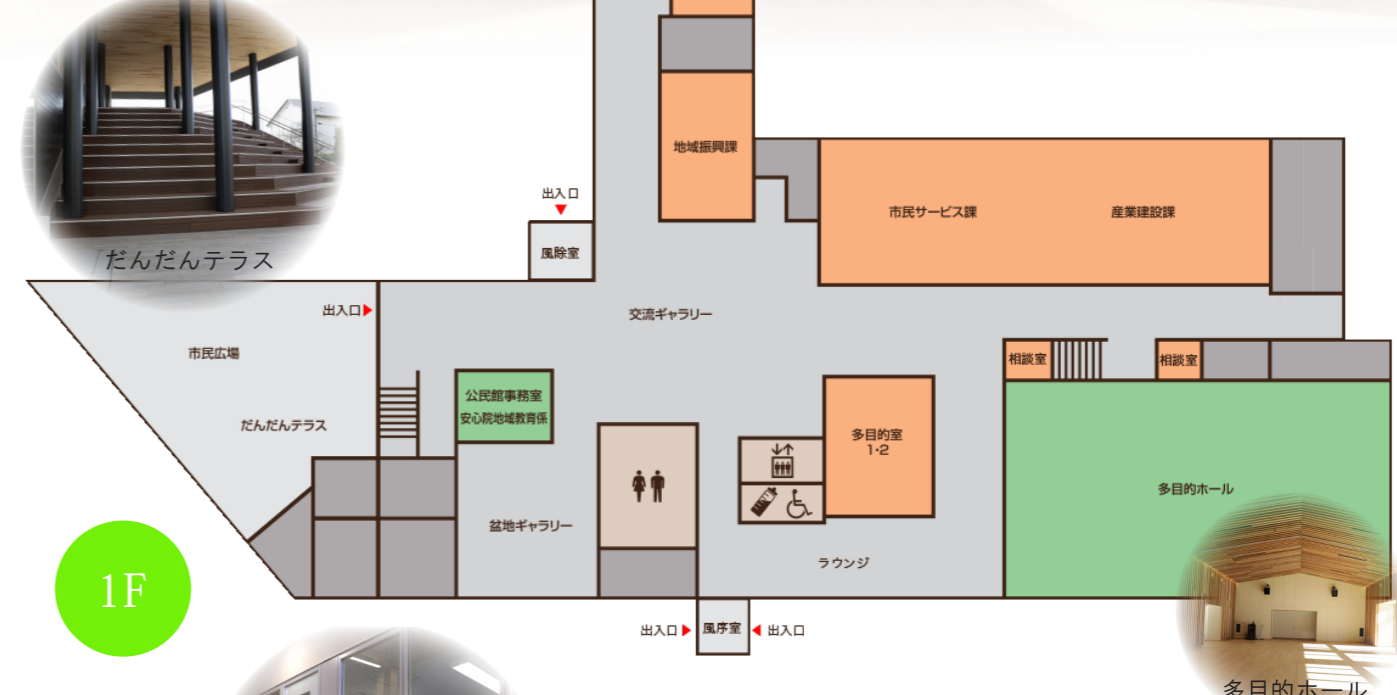 地域振興課
市民サービス課
産業建設課
出入口
風除室
だんだんテラス
出入口
交流ギャラリー
市民広場
相談室
相談室
公民館事務室
安心院地域教育係
だんだんテラス
多目的室
1・2
多目的ホール
盆地ギャラリー
ラウンジ
1F
出入口
風序室
出入口
多目的ホール